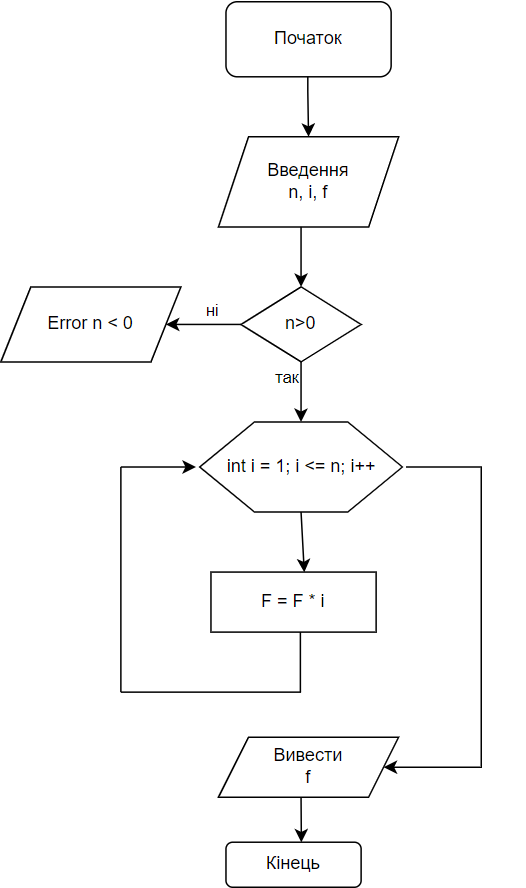 Початок
Введення
n, i, f
ні
Error n < 0
n>0
так
int i = 1; i <= n; i++
F = F * i
Вивести
f
Кінець